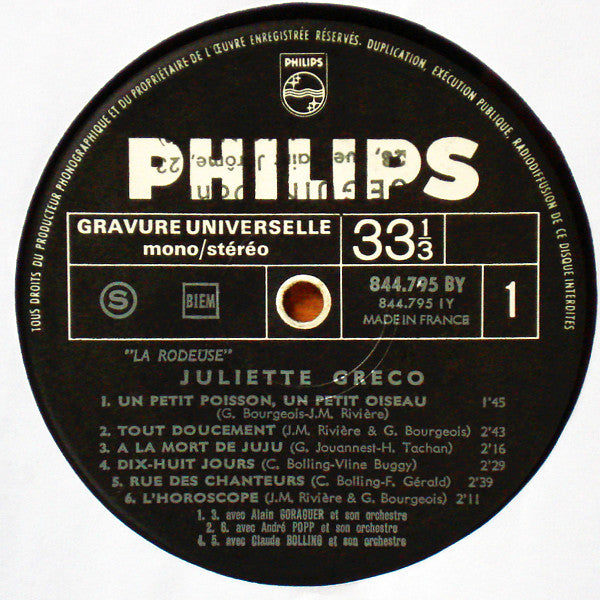 TOUS DROITS DU PRODUCTEUR PHONOGRAPHIQUE ET DU PROPRIÉTAIRE DE L'ŒUVRE ENREGISTRÉE RÉSERVÉS. DUPLICATION, EXÉCUTION PUBLIQUE, RADIODIFFUSION DE CE DISQUE INTERDITES
PHILIPS
PHILIPS
Jérôme, 23
GRAVURE UNIVERSELLE
mono/stéréo
33 1/3
844.795 BY
844.795 1Y
MADE IN FRANCE
1
S
BIEM
"LA RODEUSE"
JULIETTE GRECO
1. UN PETIT POISSON, UN PETIT OISEAU 1'45
(G. Bourgeois-J.M. Rivière)
2. TOUT DOUCEMENT (J.M. Rivière & G. Bourgeois) 2'43
3. A LA MORT DE JUJU (G. Jouannest-H. Tachan) 2'16
4. DIX-HUIT JOURS (C. Bolling-Vline Buggy) 2'29
5. RUE DES CHANTEURS (C. Bolling-F. Gérald) 2'39
6. L'HOROSCOPE (J.M. Rivière & G. Bourgeois) 2'11
1. 3. avec Alain GORAGUER et son orchestre
2. 6. avec André POPP et son orchestre
4. 5. avec Claude BOLLING et son orchestre